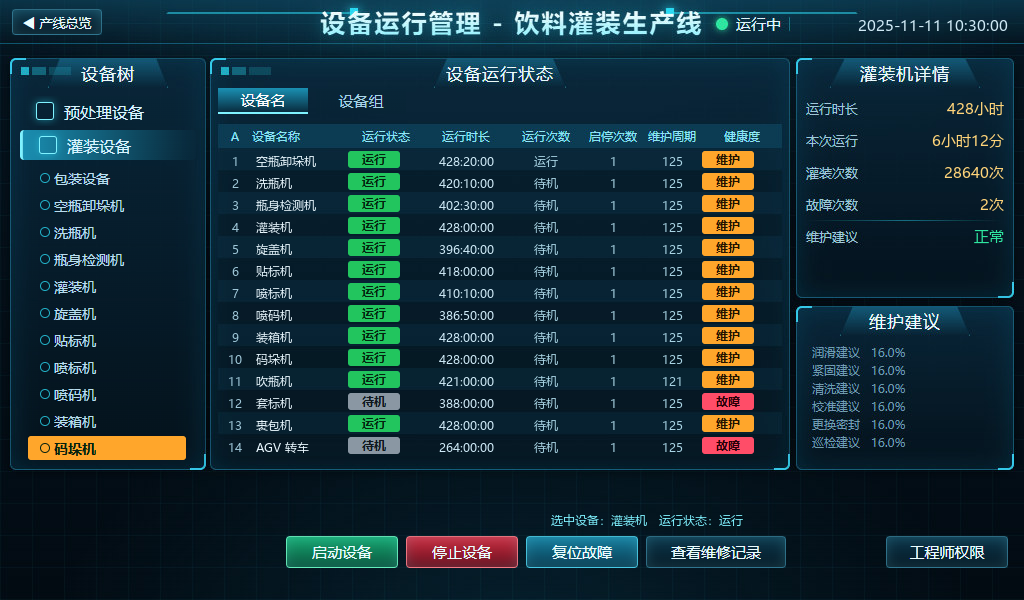 ◀ 产线总览
设备运行管理 - 饮料灌装生产线
运行中
2025-11-11 10:30:00
设备树
预处理设备
灌装设备
包装设备
空瓶卸垛机
洗瓶机
瓶身检测机
灌装机
旋盖机
贴标机
喷标机
喷码机
装箱机
码垛机
设备运行状态
设备名 设备组
A 设备名称 运行状态 运行时长 运行次数 启停次数 维护周期 健康度
1 空瓶卸垛机 运行 428:20:00 运行 1 125 维护
2 洗瓶机 运行 420:10:00 待机 1 125 维护
3 瓶身检测机 运行 402:30:00 待机 1 125 维护
4 灌装机 运行 428:00:00 待机 1 125 维护
5 旋盖机 运行 396:40:00 待机 1 125 维护
6 贴标机 运行 418:00:00 待机 1 125 维护
7 喷标机 运行 410:10:00 待机 1 125 维护
8 喷码机 运行 386:50:00 待机 1 125 维护
9 装箱机 运行 428:00:00 待机 1 125 维护
10 码垛机 运行 428:00:00 待机 1 125 维护
11 吹瓶机 运行 421:00:00 待机 1 121 维护
12 套标机 待机 388:00:00 待机 1 125 故障
13 裹包机 运行 428:00:00 待机 1 125 维护
14 AGV 转车 待机 264:00:00 待机 1 125 故障
灌装机详情
运行时长 428小时
本次运行 6小时12分
灌装次数 28640次
故障次数 2次
维护建议 正常
维护建议
润滑建议 16.0%
紧固建议 16.0%
清洗建议 16.0%
校准建议 16.0%
更换密封 16.0%
巡检建议 16.0%
选中设备：灌装机 运行状态：运行
启动设备
停止设备
复位故障
查看维修记录
工程师权限